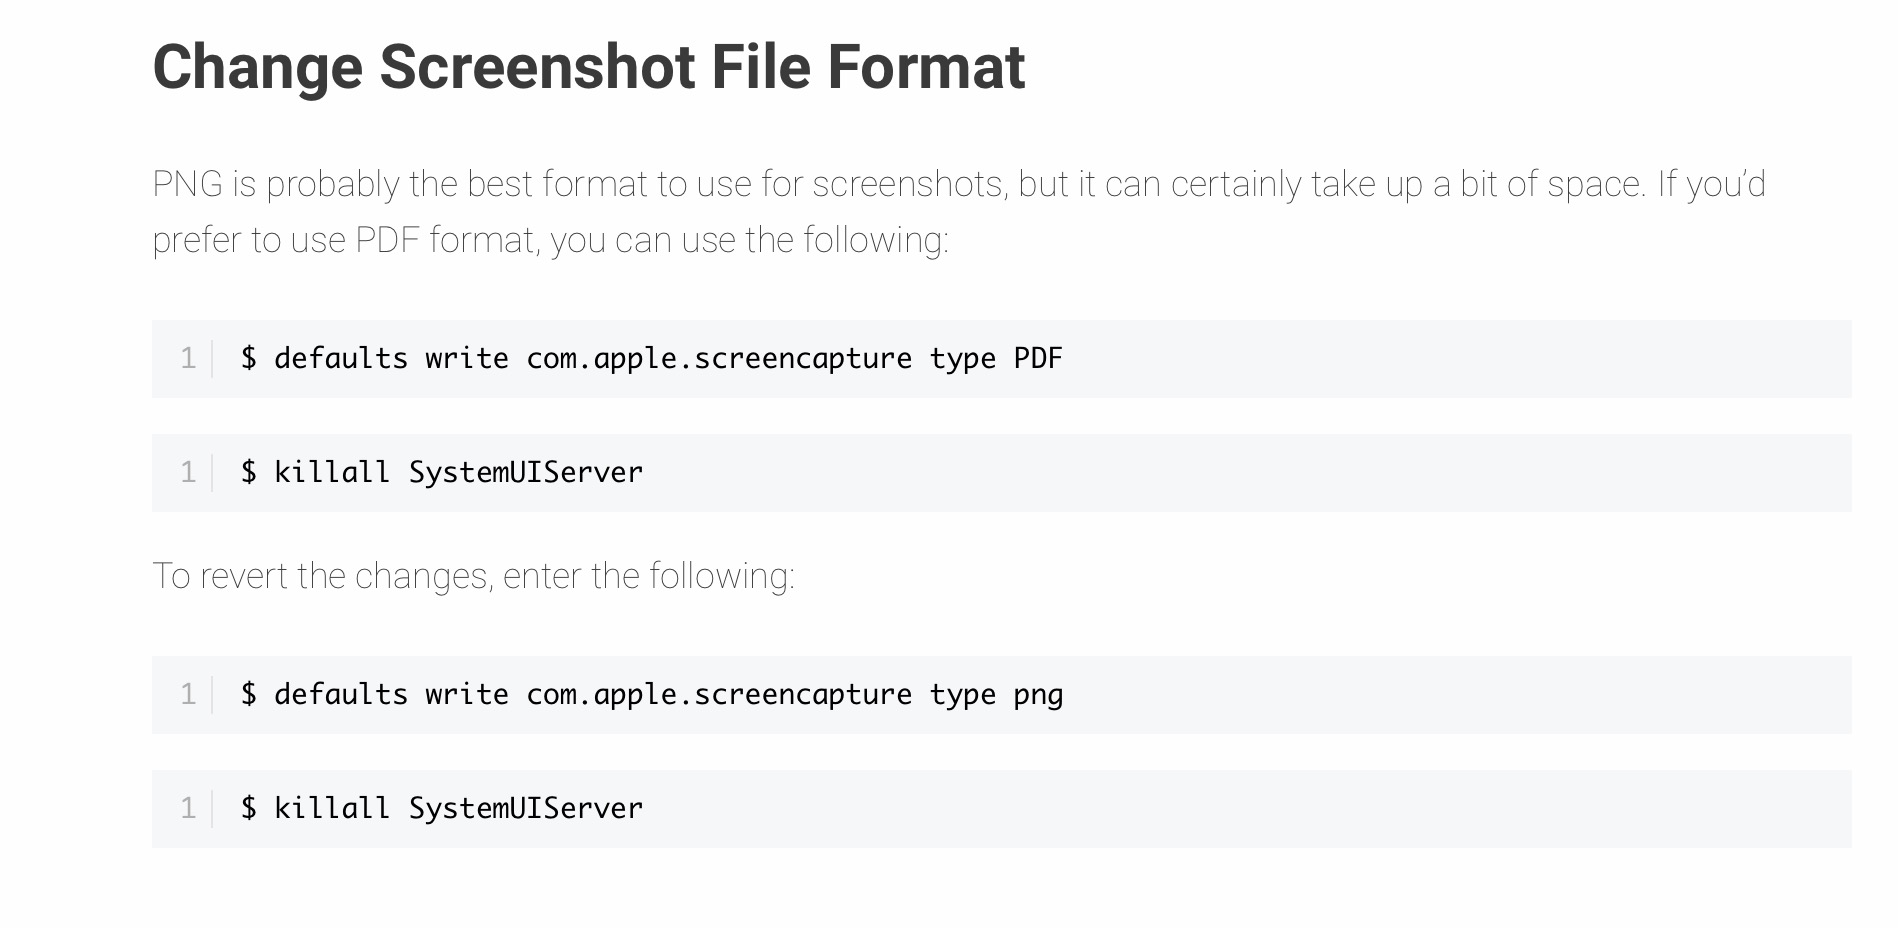 Change Screenshot File Format
PNG is probably the best format to use for screenshots, but it can certainly take up a bit of space. If you’d
prefer to use PDF format, you can use the following:
1 $ defaults write com.apple.screencapture type PDF
1 $ killall SystemUIServer
To revert the changes, enter the following:
1 $ defaults write com.apple.screencapture type png
1 $ killall SystemUIServer